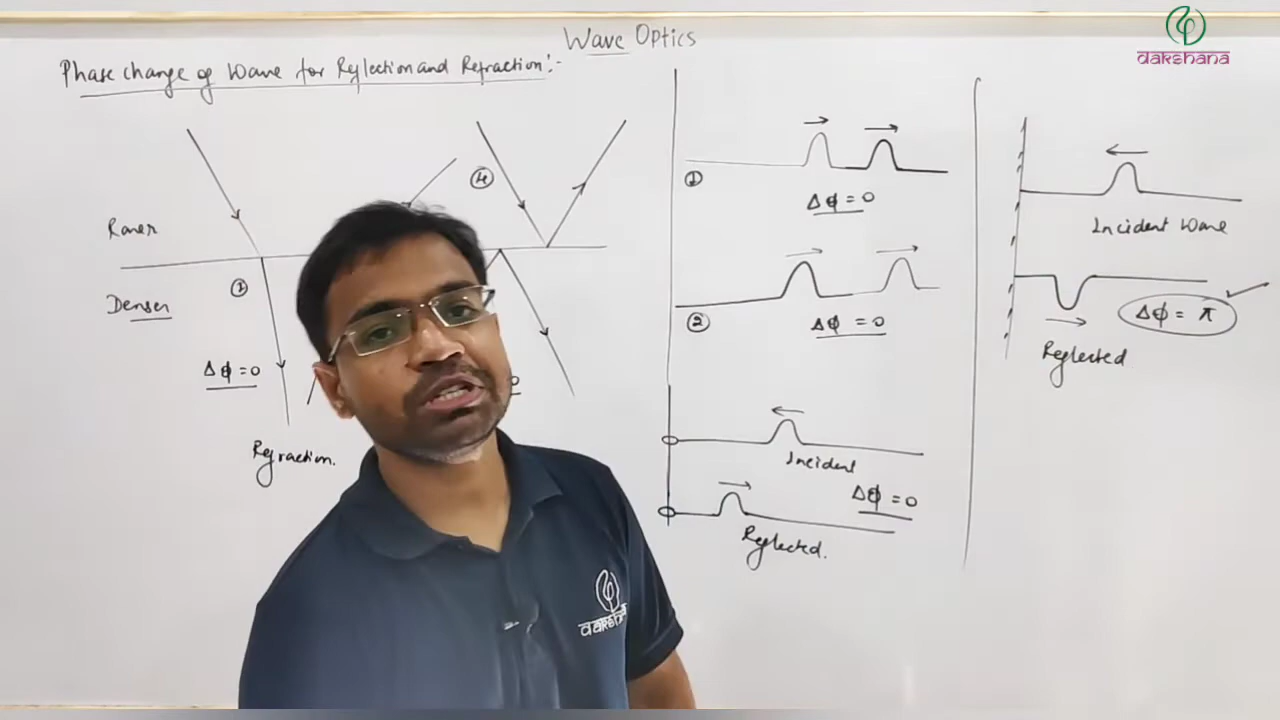 Wave Optics
dakshana
Phase change of Wave for Reflection and Refraction:-
Rarer
Denser
①
Δϕ = 0
Refraction.
④
①
Δϕ = 0
②
Δϕ = 0
Incident
Δϕ = 0
Reflected.
Incident Wave
Δϕ = π
Reflected
dakshana